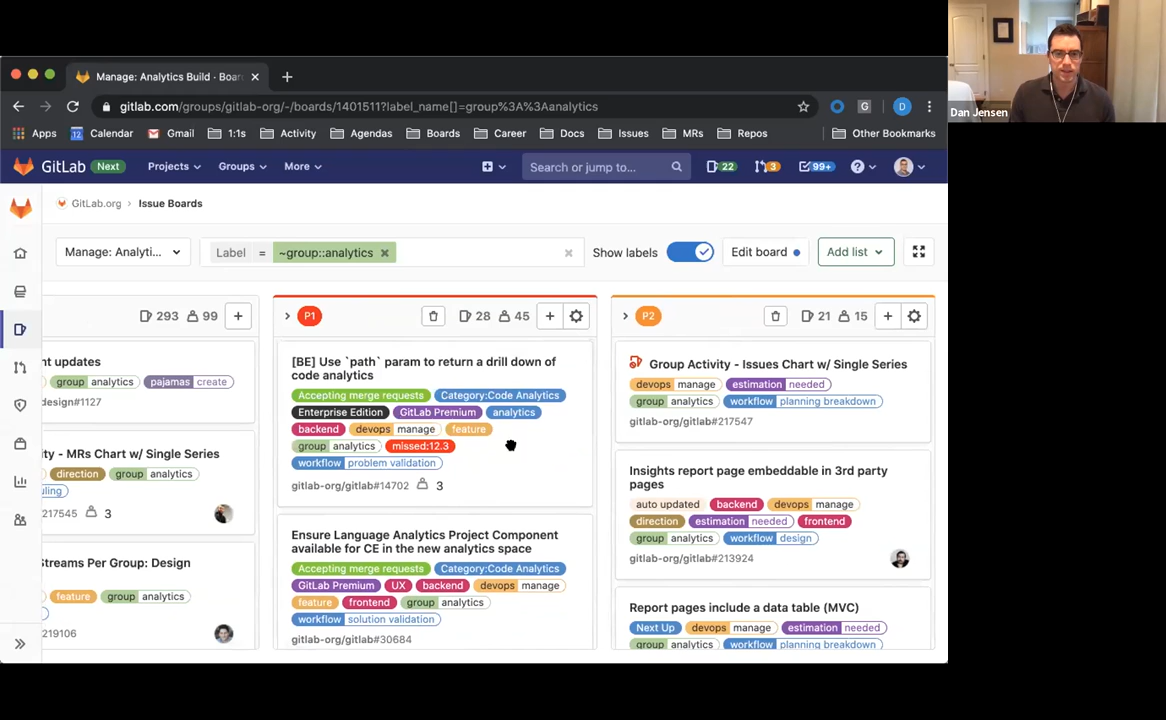 Manage: Analytics Build · Boar
gitlab.com/groups/gitlab-org/-/boards/1401511?label_name[]=group%3A%3Aanalytics
G
D
Dan Jensen
Apps
Calendar
Gmail
1:1s
Activity
Agendas
Boards
Career
Docs
Issues
MRs
Repos
Other Bookmarks
GitLab Next
Projects
Groups
More
Search or jump to...
22
3
99+
GitLab.org › Issue Boards
Manage: Analyti...
Label = ~group::analytics
Show labels
Edit board
Add list
293 99
nt updates
group analytics pajamas create
design#1127
ity - MRs Chart w/ Single Series
direction group analytics
uling
217545 3
Streams Per Group: Design
feature group analytics
219106
P1 28 45
[BE] Use `path` param to return a drill down of
code analytics
Accepting merge requests Category:Code Analytics
Enterprise Edition GitLab Premium analytics
backend devops manage feature
group analytics missed:12.3
workflow problem validation
gitlab-org/gitlab#14702 3
Ensure Language Analytics Project Component
available for CE in the new analytics space
Accepting merge requests Category:Code Analytics
GitLab Premium UX backend devops manage
feature frontend group analytics
workflow solution validation
gitlab-org/gitlab#30684
P2 21 15
Group Activity - Issues Chart w/ Single Series
devops manage estimation needed
group analytics workflow planning breakdown
gitlab-org/gitlab#217547
Insights report page embeddable in 3rd party
pages
auto updated backend devops manage
direction estimation needed frontend
group analytics workflow design
gitlab-org/gitlab#213924
Report pages include a data table (MVC)
Next Up devops manage estimation needed
group analytics workflow planning breakdown